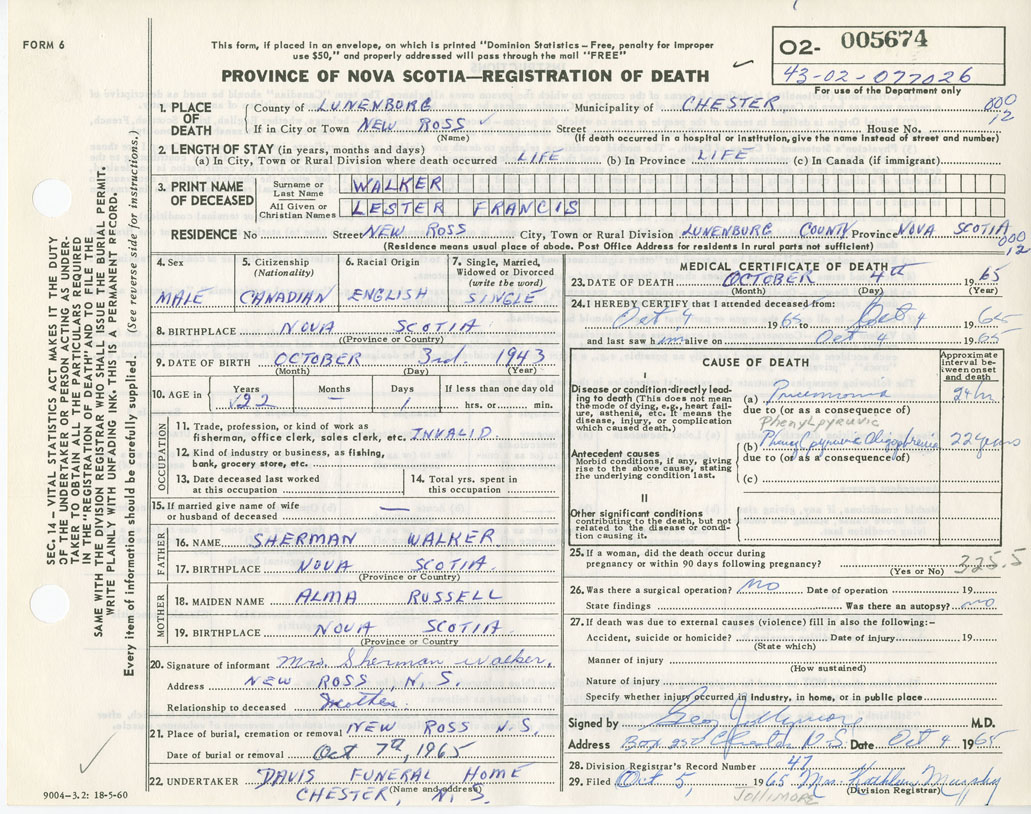 FORM 6
This form, if placed in an envelope, on which is printed "Dominion Statistics — Free, penalty for improper
use $50," and properly addressed will pass through the mail "FREE"
PROVINCE OF NOVA SCOTIA—REGISTRATION OF DEATH
O2- 005674
43-02-077026
For use of the Department only
SEC. 14 — VITAL STATISTICS ACT MAKES IT THE DUTY
OF THE UNDERTAKER OR PERSON ACTING AS UNDER-
TAKER TO OBTAIN ALL THE PARTICULARS REQUIRED
IN THE "REGISTRATION OF DEATH" AND TO FILE THE
SAME WITH THE DIVISION REGISTRAR WHO SHALL ISSUE THE BURIAL PERMIT.
WRITE PLAINLY WITH UNFADING INK. THIS IS A PERMANENT RECORD.
Every item of information should be carefully supplied. (See reverse side for instructions.)
1. PLACE OF DEATH
County of LUNENBURG Municipality of CHESTER 000
If in City or Town NEW ROSS Street House No. 12
(Name) (If death occurred in a hospital or institution, give the name instead of street and number)
2. LENGTH OF STAY (in years, months and days)
(a) In City, Town or Rural Division where death occurred LIFE (b) In Province LIFE (c) In Canada (if immigrant)
3. PRINT NAME OF DECEASED
Surname or Last Name WALKER
All Given or Christian Names LESTER FRANCIS
RESIDENCE No Street NEW ROSS City, Town or Rural Division LUNENBURG COUNTY Province NOVA SCOTIA
(Residence means usual place of abode. Post Office Address for residents in rural parts not sufficient) 000
12
4. Sex MALE
5. Citizenship (Nationality) CANADIAN
6. Racial Origin ENGLISH
7. Single, Married, Widowed or Divorced (write the word) SINGLE
8. BIRTHPLACE NOVA SCOTIA
(Province or Country)
9. DATE OF BIRTH OCTOBER 3rd. 1943
(Month) (Day) (Year)
10. AGE in Years 22 Months — Days 1 If less than one day old hrs. or min.
OCCUPATION
11. Trade, profession, or kind of work as
fisherman, office clerk, sales clerk, etc. INVALID
12. Kind of industry or business, as fishing,
bank, grocery store, etc.
13. Date deceased last worked
at this occupation
14. Total yrs. spent in
this occupation
15. If married give name of wife
or husband of deceased —
FATHER
16. NAME SHERMAN WALKER
17. BIRTHPLACE NOVA SCOTIA
(Province or Country)
MOTHER
18. MAIDEN NAME ALMA RUSSELL
19. BIRTHPLACE NOVA SCOTIA
(Province or Country)
20. Signature of informant Mrs. Sherman Walker.
Address NEW ROSS, N.S.
Relationship to deceased Mother.
21. Place of burial, cremation or removal NEW ROSS N.S.
Date of burial or removal Oct 7th, 1965
22. UNDERTAKER DAVIS FUNERAL HOME
(Name and address)
CHESTER, N.S.
9004-3.2: 18-5-60
MEDICAL CERTIFICATE OF DEATH
23. DATE OF DEATH OCTOBER 4th 1965
(Month) (Day) (Year)
24. I HEREBY CERTIFY that I attended deceased from:
Oct 4 1965 to Oct 4 1965
and last saw him alive on Oct 4 1965
CAUSE OF DEATH
Approximate interval between onset and death
I
Disease or condition directly leading to death (This does not mean the mode of dying, e.g., heart failure, asthenia, etc. It means the disease, injury, or complication which caused death.)
(a) Pneumonia 24 hr
due to (or as a consequence of)
PHENYLPYRUVIC
(b) Phenylpyruvic Oligophrenia 22 years
due to (or as a consequence of)
Antecedent causes
Morbid conditions, if any, giving rise to the above cause, stating the underlying condition last.
(c)
II
Other significant conditions
contributing to the death, but not related to the disease or condition causing it.
25. If a woman, did the death occur during
pregnancy or within 90 days following pregnancy? 325.5
(Yes or No)
26. Was there a surgical operation? NO Date of operation 19
State findings Was there an autopsy? no
27. If death was due to external causes (violence) fill in also the following:—
Accident, suicide or homicide? Date of injury 19
(State which)
Manner of injury
(How sustained)
Nature of injury
Specify whether injury occurred in industry, in home, or in public place
Signed by Geo Jollymore M.D.
Address Box 250 Chester N.S. Date Oct 4 1965
28. Division Registrar's Record Number 47
29. Filed Oct 5, 1965 Mrs. Kathleen Murphy
(Division Registrar)
JOLLIMORE